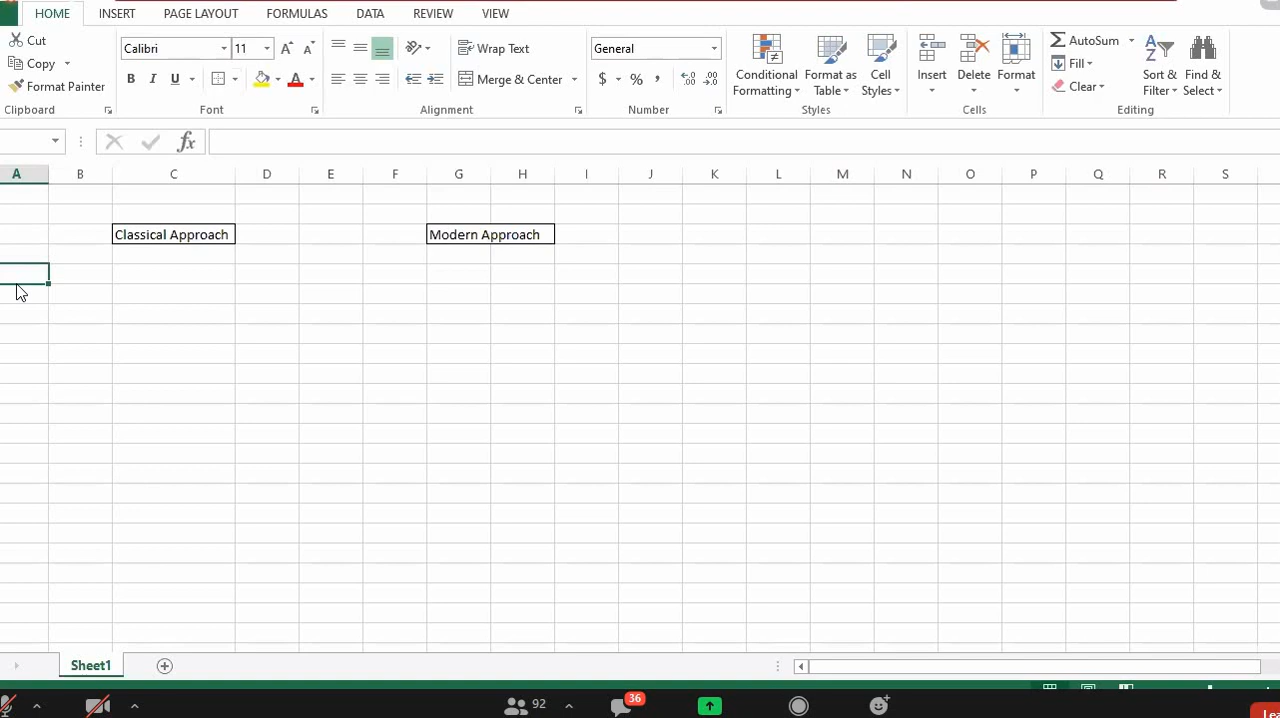 HOME INSERT PAGE LAYOUT FORMULAS DATA REVIEW VIEW
Cut
Copy
Format Painter
Clipboard
Calibri 11
B I U
Font
Wrap Text
Merge & Center
Alignment
General
$ % ,
Number
Conditional
Formatting
Format as
Table
Cell
Styles
Styles
Insert Delete Format
Cells
AutoSum
Fill
Clear
Sort &
Filter
Find &
Select
Editing
fx
A B C D E F G H I J K L M N O P Q R S
Classical Approach Modern Approach
Sheet1
92 36